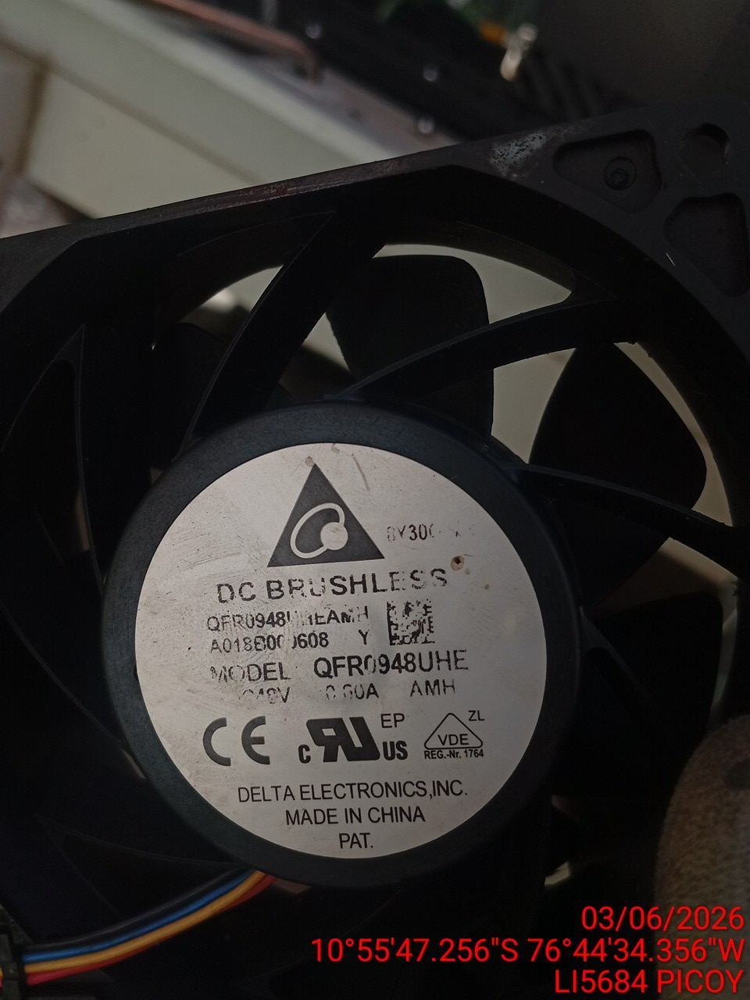 DC BRUSHLESS
Y
MODEL QFR0948UHE
AMH
CE
c RU US
EP
VDE
ZL
REG.-Nr. 1764
DELTA ELECTRONICS,INC.
MADE IN CHINA
PAT.
03/06/2026
10°55'47.256"S 76°44'34.356"W
LI5684 PICOY